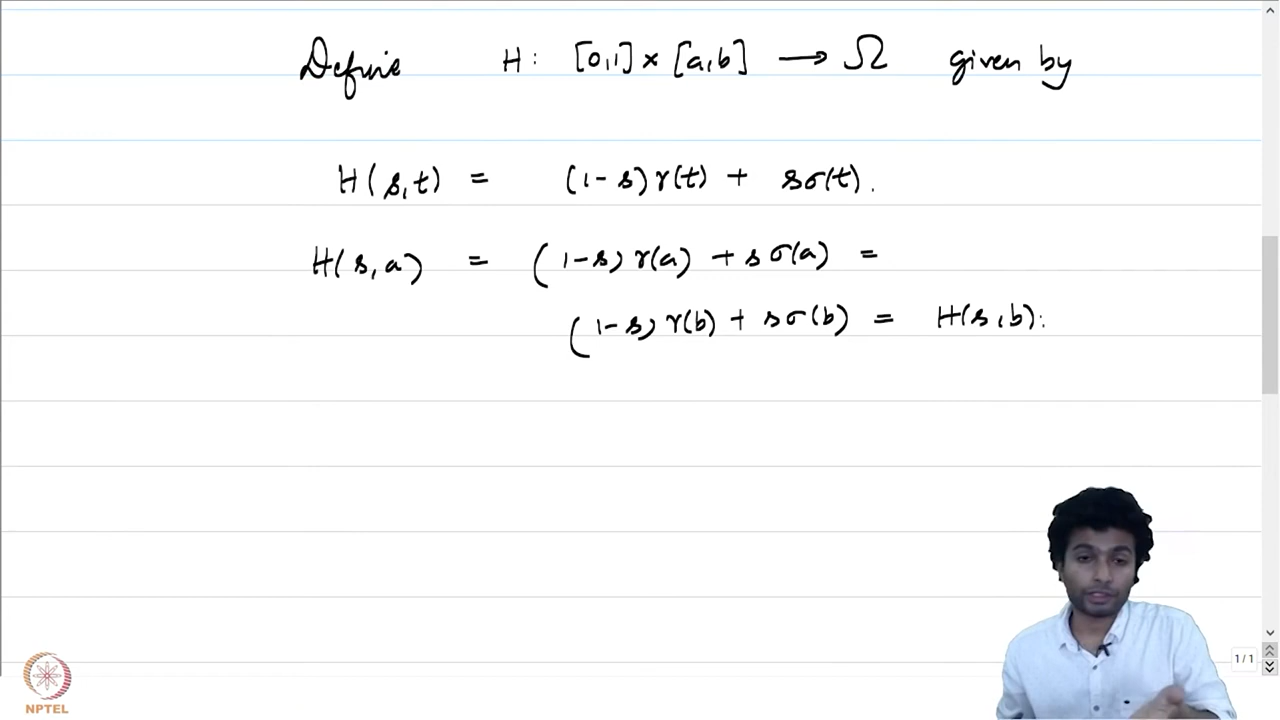 Define H: [0,1] × [a,b] ⟶ Ω given by
H(s,t) = (1-s)γ(t) + sσ(t).
H(s,a) = (1-s)γ(a) + sσ(a) =
(1-s)γ(b) + sσ(b) = H(s,b).
1/1
NPTEL